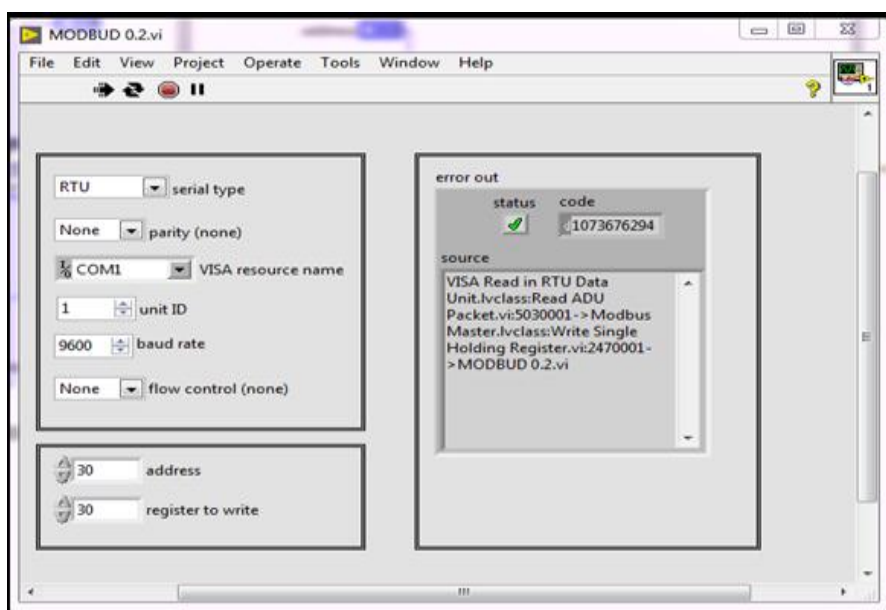 MODBUD 0.2.vi
File Edit View Project Operate Tools Window Help
1
RTU serial type
None parity (none)
COM1 VISA resource name
1 unit ID
9600 baud rate
None flow control (none)
30 address
30 register to write
error out
status code
1073676294
source
VISA Read in RTU Data
Unit.lvclass:Read ADU
Packet.vi:5030001->Modbus
Master.lvclass:Write Single
Holding Register.vi:2470001-
>MODBUD 0.2.vi